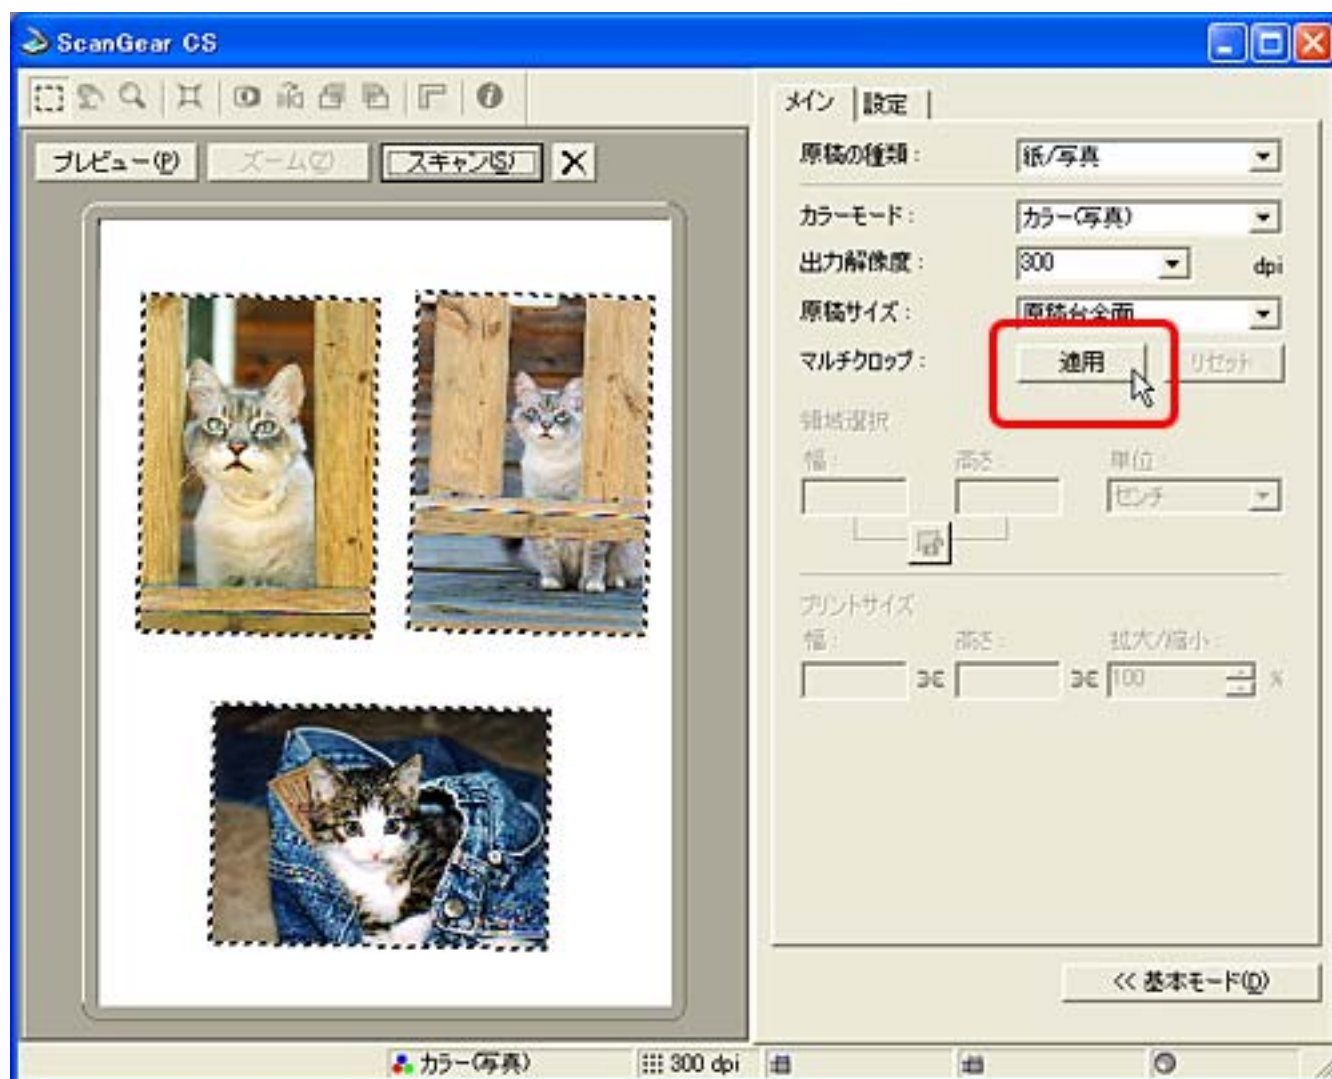 ScanGear CS
プレビュー(P) ズーム(Z) スキャン(S)
メイン 設定
原稿の種類： 紙/写真
カラーモード： カラー(写真)
出力解像度： 300 dpi
原稿サイズ： 原稿台全面
マルチクロップ： 適用 リセット
領域選択
幅： 高さ： 単位：
センチ
プリントサイズ
幅： 高さ： 拡大/縮小：
100 %
<< 基本モード(D)
カラー(写真) 300 dpi